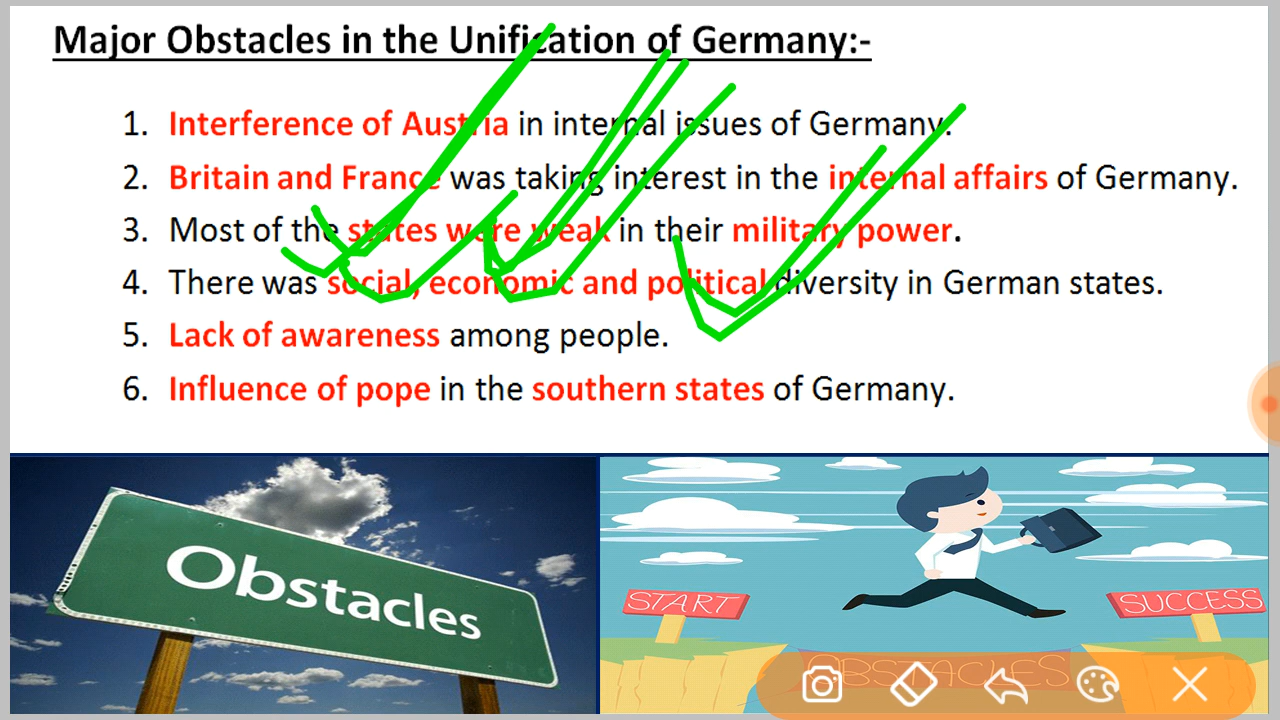 Major Obstacles in the Unification of Germany:-
1. Interference of Austria in internal issues of Germany.
2. Britain and France was taking interest in the internal affairs of Germany.
3. Most of the states were weak in their military power.
4. There was social, economic and political diversity in German states.
5. Lack of awareness among people.
6. Influence of pope in the southern states of Germany.
Obstacles
START
SUCCESS
OBSTACLES